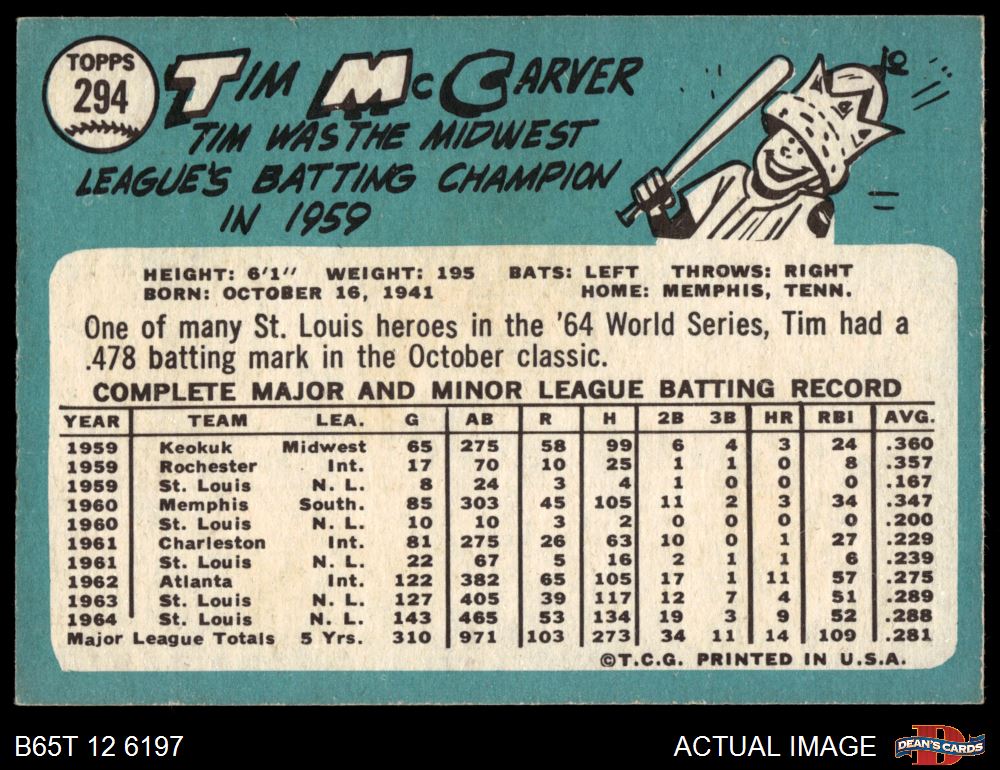 TOPPS
294
TIM McCARVER
TIM WAS THE MIDWEST
LEAGUE'S BATTING CHAMPION
IN 1959
HEIGHT: 6'1" WEIGHT: 195 BATS: LEFT THROWS: RIGHT
BORN: OCTOBER 16, 1941 HOME: MEMPHIS, TENN.
One of many St. Louis heroes in the '64 World Series, Tim had a
.478 batting mark in the October classic.
COMPLETE MAJOR AND MINOR LEAGUE BATTING RECORD
YEAR TEAM LEA. G AB R H 2B 3B HR RBI AVG.
1959 Keokuk Midwest 65 275 58 99 6 4 3 24 .360
1959 Rochester Int. 17 70 10 25 1 1 0 8 .357
1959 St. Louis N. L. 8 24 3 4 1 0 0 0 .167
1960 Memphis South. 85 303 45 105 11 2 3 34 .347
1960 St. Louis N. L. 10 10 3 2 0 0 0 0 .200
1961 Charleston Int. 81 275 26 63 10 0 1 27 .229
1961 St. Louis N. L. 22 67 5 16 2 1 1 6 .239
1962 Atlanta Int. 122 382 65 105 17 1 11 57 .275
1963 St. Louis N. L. 127 405 39 117 12 7 4 51 .289
1964 St. Louis N. L. 143 465 53 134 19 3 9 52 .288
Major League Totals 5 Yrs. 310 971 103 273 34 11 14 109 .281
©T.C.G. PRINTED IN U.S.A.
B65T 12 6197
ACTUAL IMAGE
D
DEAN'S CARDS